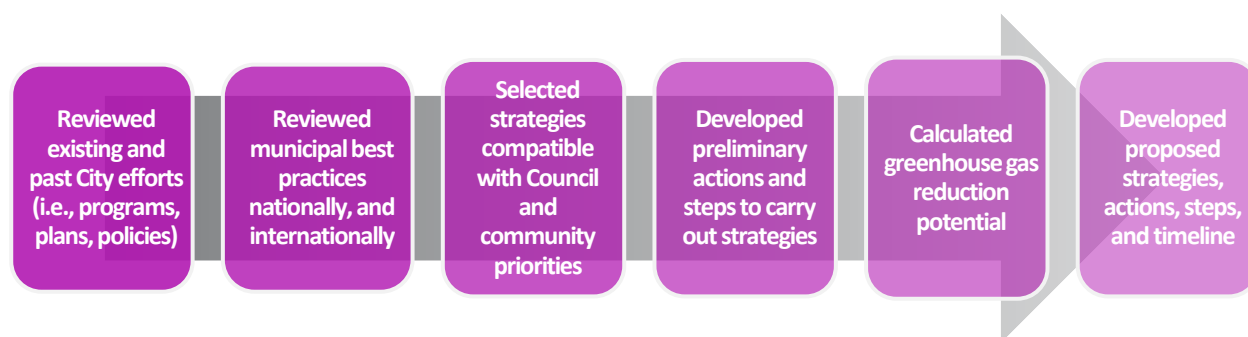 Reviewed
existing and
past City efforts
(i.e., programs,
plans, policies)
Reviewed
municipal best
practices
nationally, and
internationally
Selected
strategies
compatible
with Council
and
community
priorities
Developed
preliminary
actions and
steps to carry
out strategies
Calculated
greenhouse gas
reduction
potential
Developed
proposed
strategies,
actions, steps,
and timeline